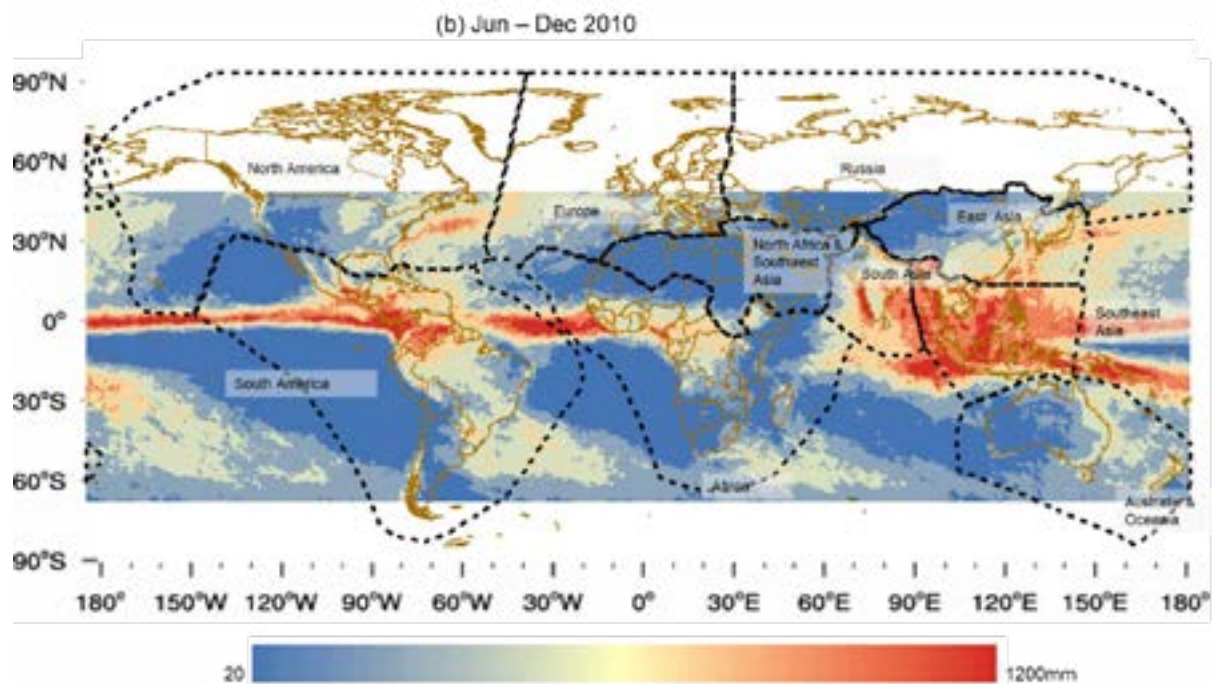 (b) Jun – Dec 2010
90°N
60°N
30°N
0°
30°S
60°S
90°S
North America
Russia
Europe
East Asia
North Africa &
Southwest
Asia
South Asia
Southeast
Asia
South America
Africa
Australia &
Oceania
180° 150°W 120°W 90°W 60°W 30°W 0° 30°E 60°E 90°E 120°E 150°E 180°
20 1200mm